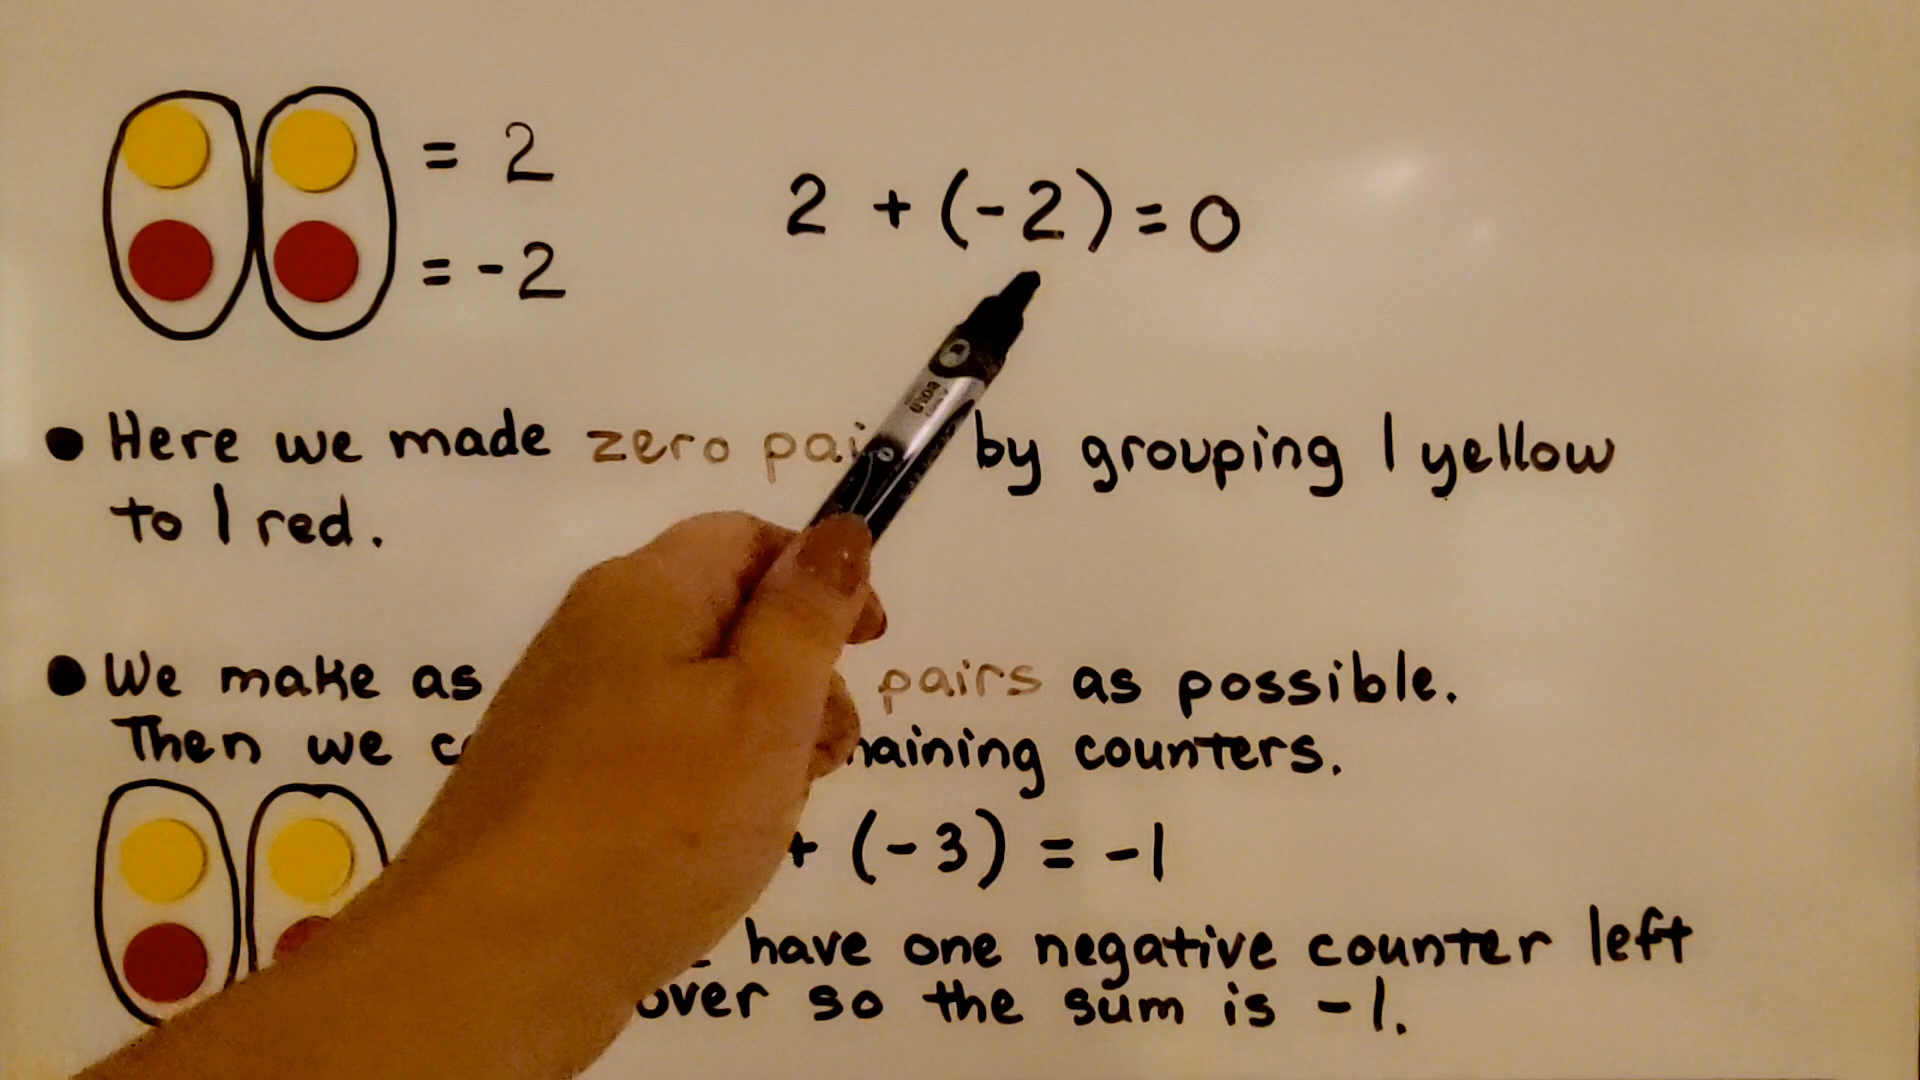 = 2
= -2
2 + (-2) = 0
• Here we made zero by grouping 1 yellow
to 1 red.
• We make as pairs as possible.
Then we counters.
+ (-3) = -1
have one negative counter left
over so the sum is -1.